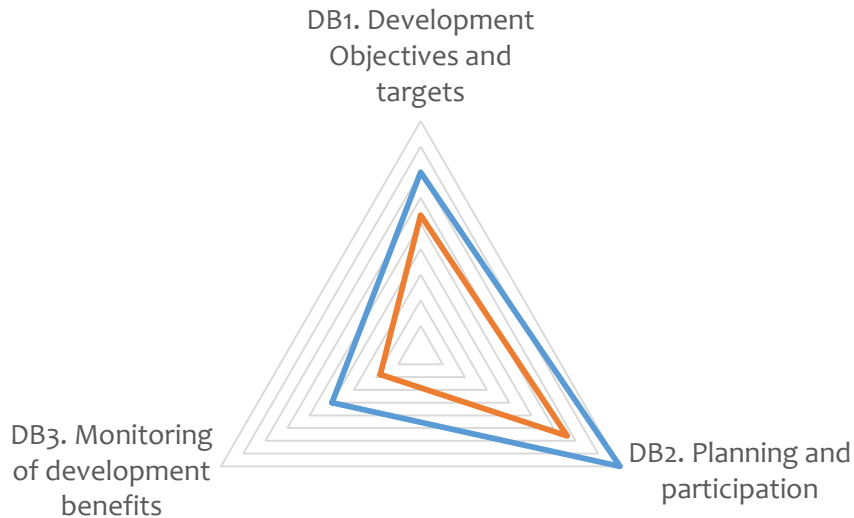 DB1. Development
Objectives and
targets
DB3. Monitoring
of development
benefits
DB2. Planning and
participation